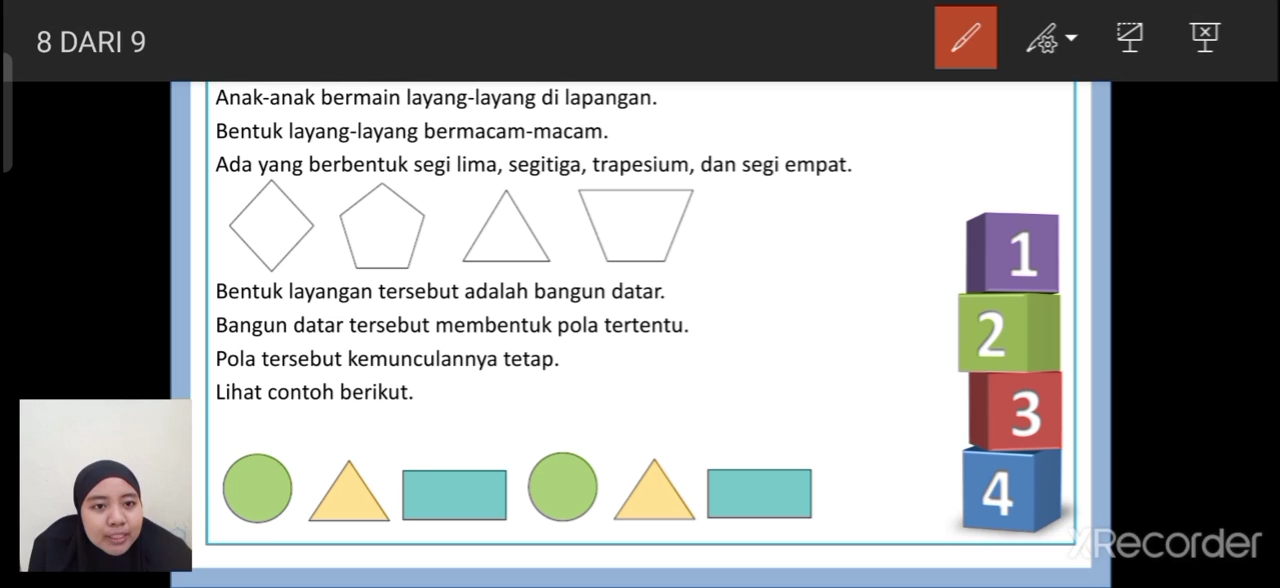 8 DARI 9
Anak-anak bermain layang-layang di lapangan.
Bentuk layang-layang bermacam-macam.
Ada yang berbentuk segi lima, segitiga, trapesium, dan segi empat.
Bentuk layangan tersebut adalah bangun datar.
Bangun datar tersebut membentuk pola tertentu.
Pola tersebut kemunculannya tetap.
Lihat contoh berikut.
1
2
3
4
XRecorder